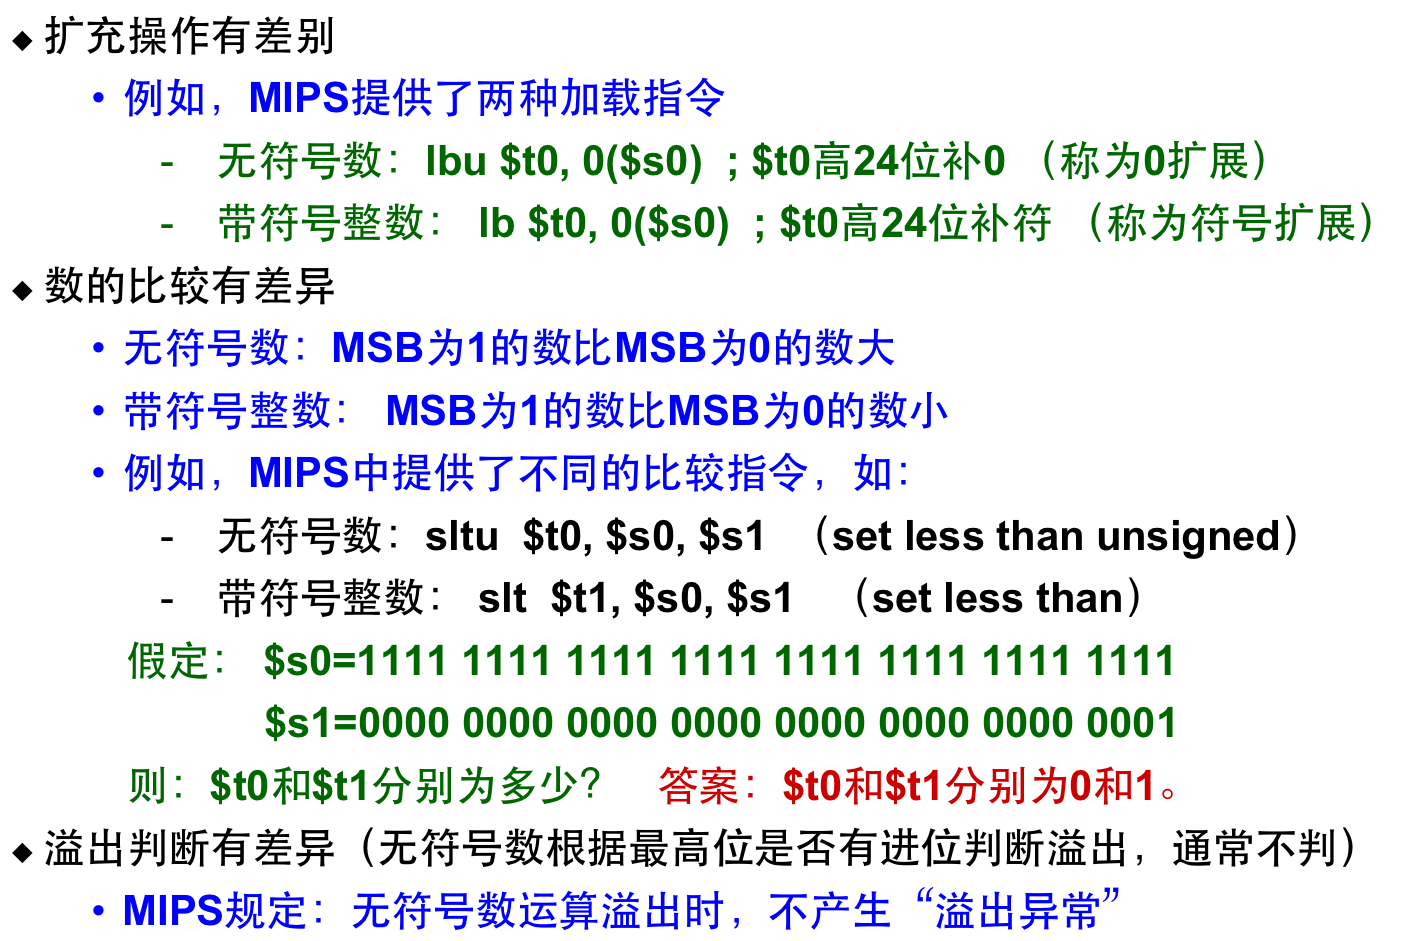 ◆ 扩充操作有差别
• 例如，MIPS提供了两种加载指令
- 无符号数：lbu $t0, 0($s0) ; $t0高24位补0 （称为0扩展）
- 带符号整数： lb $t0, 0($s0) ; $t0高24位补符 （称为符号扩展）
◆ 数的比较有差异
• 无符号数：MSB为1的数比MSB为0的数大
• 带符号整数： MSB为1的数比MSB为0的数小
• 例如，MIPS中提供了不同的比较指令，如：
- 无符号数：sltu $t0, $s0, $s1 （set less than unsigned）
- 带符号整数： slt $t1, $s0, $s1 （set less than）
假定： $s0=1111 1111 1111 1111 1111 1111 1111 1111
$s1=0000 0000 0000 0000 0000 0000 0000 0001
则：$t0和$t1分别为多少？ 答案：$t0和$t1分别为0和1。
◆ 溢出判断有差异（无符号数根据最高位是否有进位判断溢出，通常不判）
• MIPS规定：无符号数运算溢出时，不产生“溢出异常”